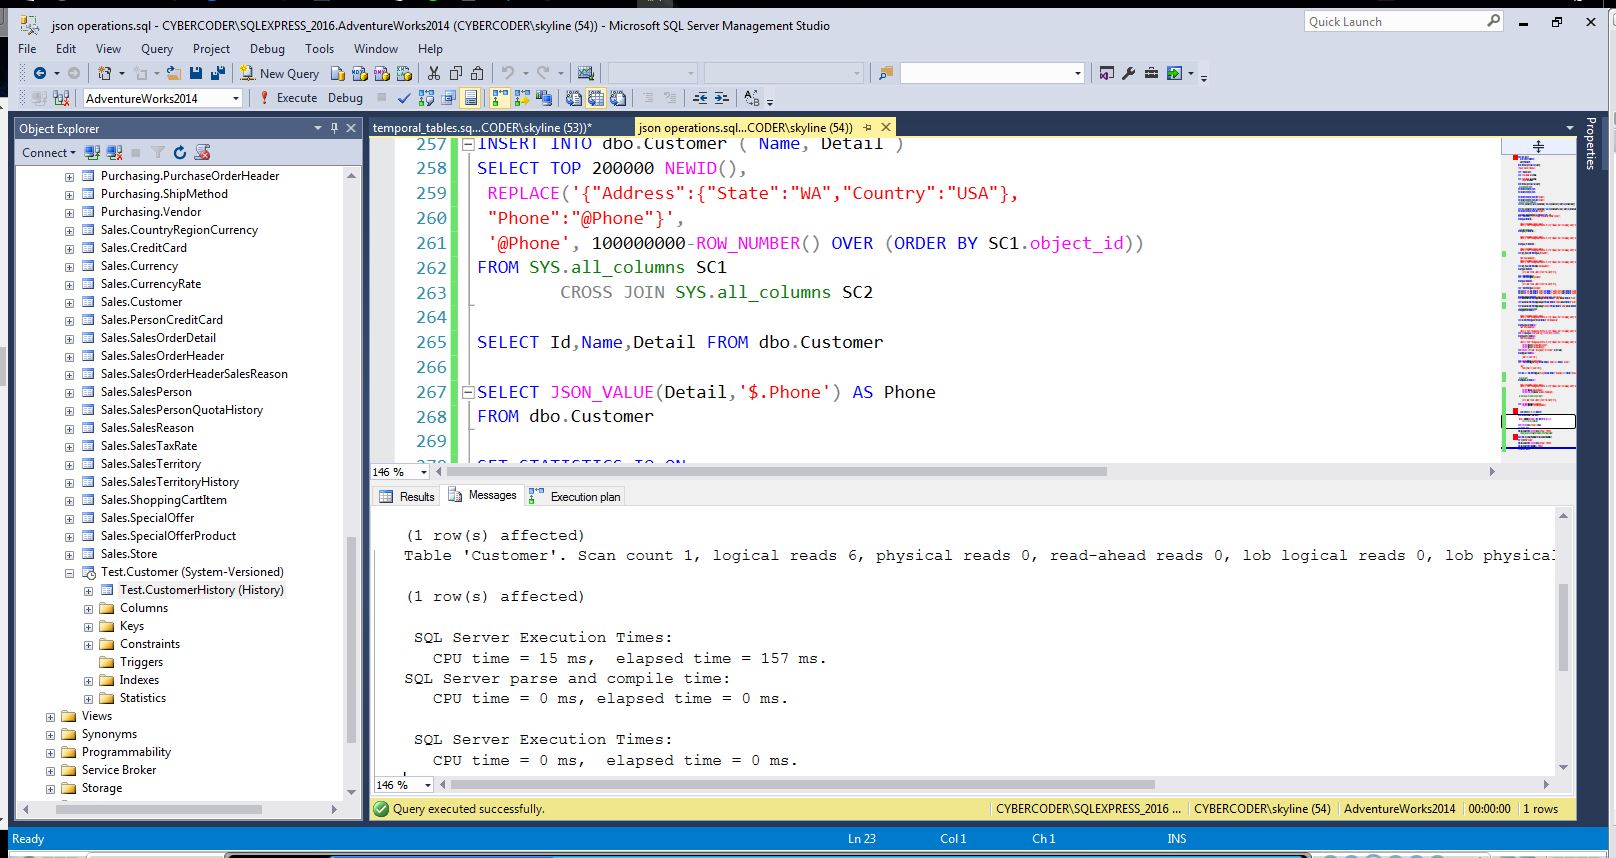 json operations.sql - CYBERCODER\SQLEXPRESS_2016.AdventureWorks2014 (CYBERCODER\skyline (54)) - Microsoft SQL Server Management Studio
Quick Launch
File Edit View Query Project Debug Tools Window Help
New Query
AdventureWorks2014 Execute Debug
Object Explorer
Connect
Purchasing.PurchaseOrderHeader
Purchasing.ShipMethod
Purchasing.Vendor
Sales.CountryRegionCurrency
Sales.CreditCard
Sales.Currency
Sales.CurrencyRate
Sales.Customer
Sales.PersonCreditCard
Sales.SalesOrderDetail
Sales.SalesOrderHeader
Sales.SalesOrderHeaderSalesReason
Sales.SalesPerson
Sales.SalesPersonQuotaHistory
Sales.SalesReason
Sales.SalesTaxRate
Sales.SalesTerritory
Sales.SalesTerritoryHistory
Sales.ShoppingCartItem
Sales.SpecialOffer
Sales.SpecialOfferProduct
Sales.Store
Test.Customer (System-Versioned)
Test.CustomerHistory (History)
Columns
Keys
Constraints
Triggers
Indexes
Statistics
Views
Synonyms
Programmability
Service Broker
Storage
temporal_tables.sq...CODER\skyline (53))*
json operations.sql...CODER\skyline (54))
257 INSERT INTO dbo.Customer ( Name, Detail )
258 SELECT TOP 200000 NEWID(),
259 REPLACE('{"Address":{"State":"WA","Country":"USA"},
260 "Phone":"@Phone"}',
261 '@Phone', 100000000-ROW_NUMBER() OVER (ORDER BY SC1.object_id))
262 FROM SYS.all_columns SC1
263 CROSS JOIN SYS.all_columns SC2
264
265 SELECT Id,Name,Detail FROM dbo.Customer
266
267 SELECT JSON_VALUE(Detail,'$.Phone') AS Phone
268 FROM dbo.Customer
269
270 SET STATISTICS IO ON
146 %
Results Messages Execution plan
(1 row(s) affected)
Table 'Customer'. Scan count 1, logical reads 6, physical reads 0, read-ahead reads 0, lob logical reads 0, lob physical
(1 row(s) affected)
SQL Server Execution Times:
CPU time = 15 ms, elapsed time = 157 ms.
SQL Server parse and compile time:
CPU time = 0 ms, elapsed time = 0 ms.
SQL Server Execution Times:
CPU time = 0 ms, elapsed time = 0 ms.
146 %
Query executed successfully.
CYBERCODER\SQLEXPRESS_2016 ... CYBERCODER\skyline (54) AdventureWorks2014 00:00:00 1 rows
Properties
Ready Ln 23 Col 1 Ch 1 INS